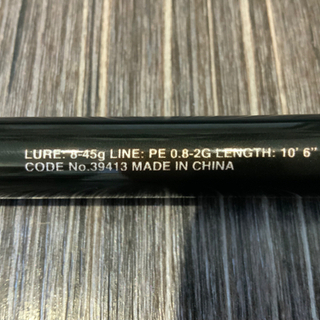 LURE: 8-45g LINE: PE 0.8-2G LENGTH: 10' 6"
CODE No.39413 MADE IN CHINA